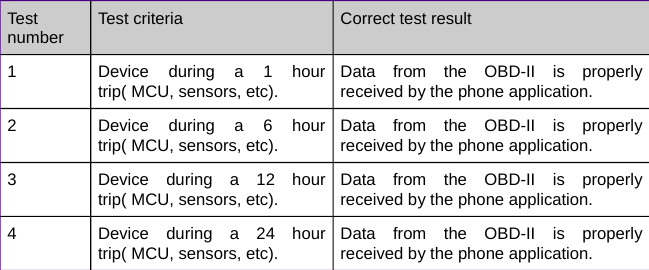 Test number
Test criteria
Correct test result
1
Device during a 1 hour
trip( MCU, sensors, etc).
Data from the OBD-II is properly
received by the phone application.
2
Device during a 6 hour
trip( MCU, sensors, etc).
Data from the OBD-II is properly
received by the phone application.
3
Device during a 12 hour
trip( MCU, sensors, etc).
Data from the OBD-II is properly
received by the phone application.
4
Device during a 24 hour
trip( MCU, sensors, etc).
Data from the OBD-II is properly
received by the phone application.